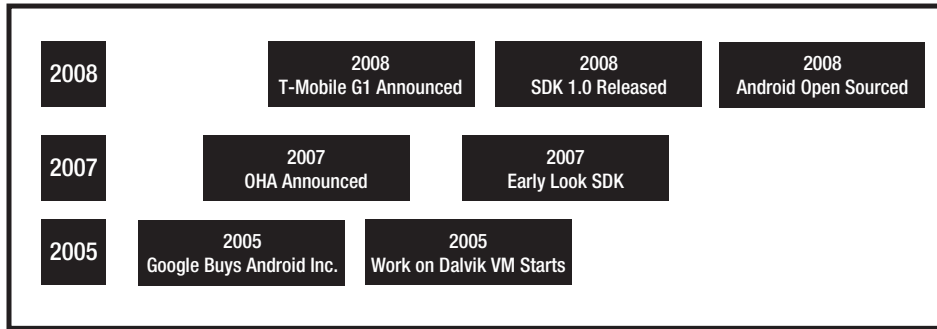 2008
2008
T-Mobile G1 Announced
2008
SDK 1.0 Released
2008
Android Open Sourced
2007
2007
OHA Announced
2007
Early Look SDK
2005
2005
Google Buys Android Inc.
2005
Work on Dalvik VM Starts